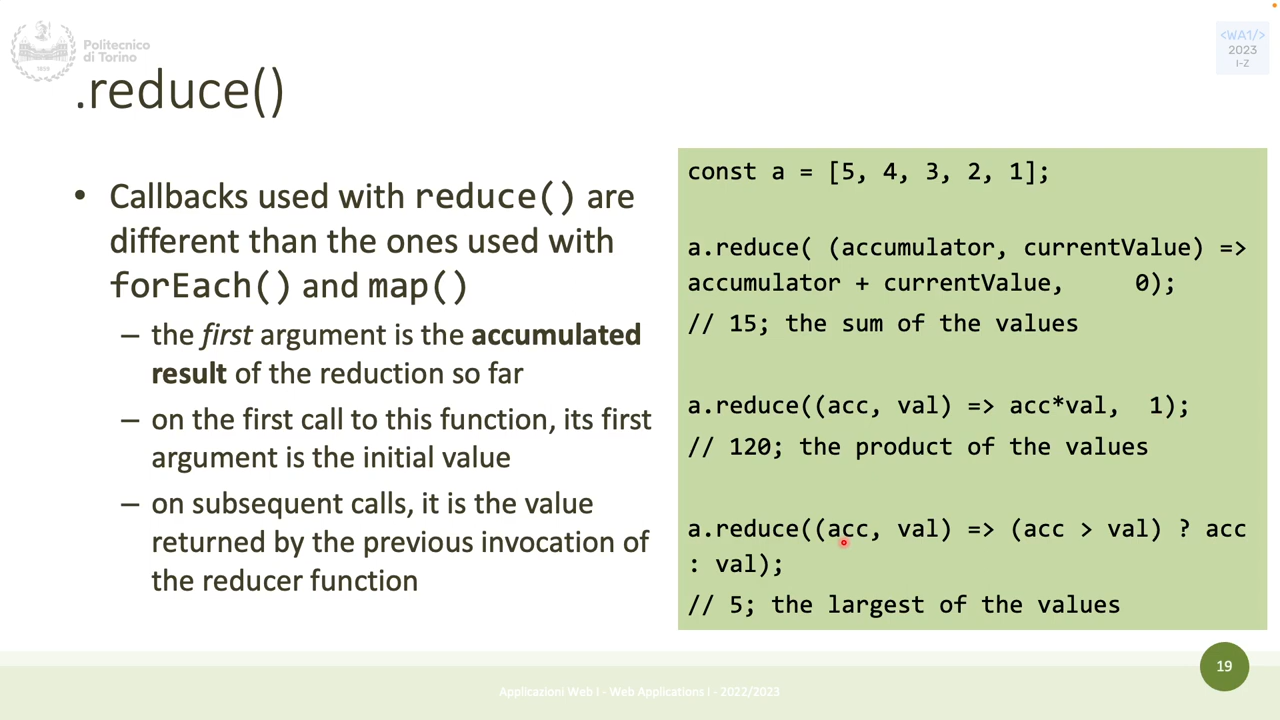 Politecnico
di Torino
1859
<WA1/>
2023
I-Z
.reduce()
• Callbacks used with reduce() are
different than the ones used with
forEach() and map()
– the first argument is the accumulated
result of the reduction so far
– on the first call to this function, its first
argument is the initial value
– on subsequent calls, it is the value
returned by the previous invocation of
the reducer function
const a = [5, 4, 3, 2, 1];
a.reduce( (accumulator, currentValue) =>
accumulator + currentValue,     0);
// 15; the sum of the values
a.reduce((acc, val) => acc*val,  1);
// 120; the product of the values
a.reduce((acc, val) => (acc > val) ? acc
: val);
// 5; the largest of the values
19
Applicazioni Web I - Web Applications I - 2022/2023